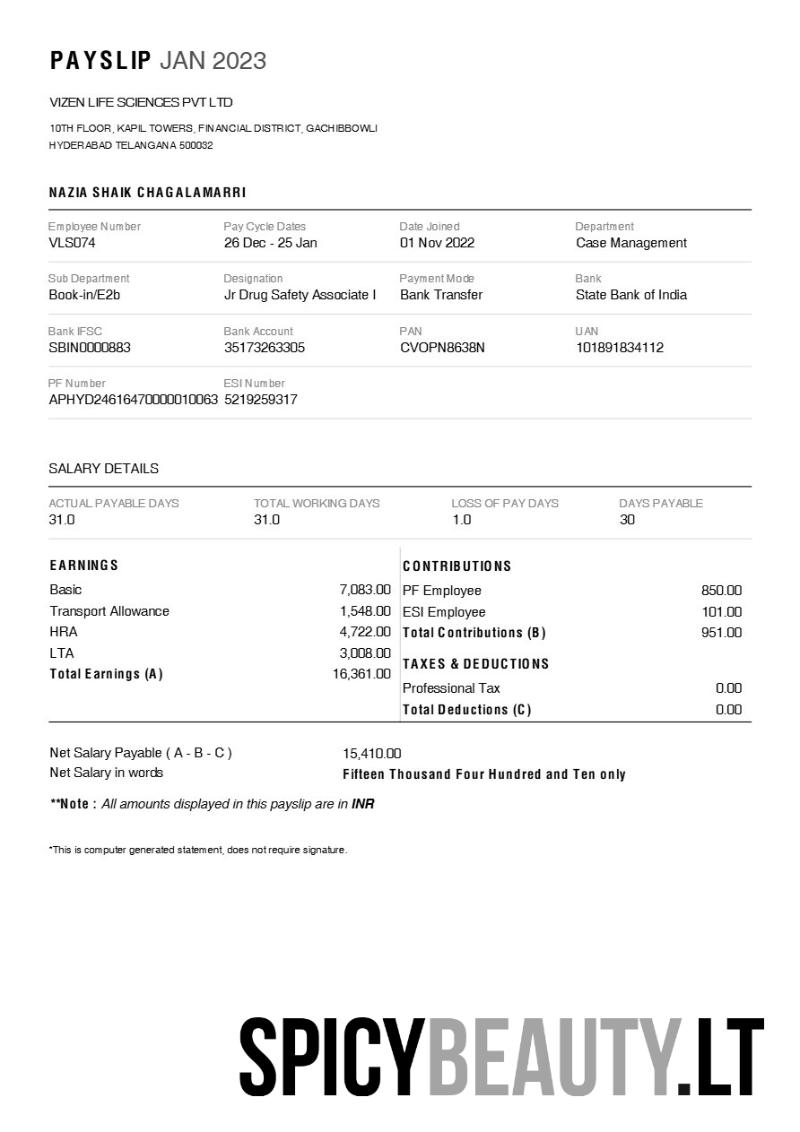 PAYSLIP JAN 2023
VIZEN LIFE SCIENCES PVT LTD
10TH FLOOR, KAPIL TOWERS, FINANCIAL DISTRICT, GACHIBBOWLI
HYDERABAD TELANGANA 500032
NAZIA SHAIK CHAGALAMARRI
Employee Number Pay Cycle Dates Date Joined Department
VLS074 26 Dec - 25 Jan 01 Nov 2022 Case Management
Sub Department Designation Payment Mode Bank
Book-in/E2b Jr Drug Safety Associate I Bank Transfer State Bank of India
Bank IFSC Bank Account PAN UAN
SBIN0000883 35173263305 CVOPN8638N 101891834112
PF Number ESI Number
APHYD24616470000010063 5219259317
SALARY DETAILS
ACTUAL PAYABLE DAYS TOTAL WORKING DAYS LOSS OF PAY DAYS DAYS PAYABLE
31.0 31.0 1.0 30
EARNINGS
Basic 7,083.00
Transport Allowance 1,548.00
HRA 4,722.00
LTA 3,008.00
Total Earnings (A) 16,361.00
CONTRIBUTIONS
PF Employee 850.00
ESI Employee 101.00
Total Contributions (B) 951.00
TAXES & DEDUCTIONS
Professional Tax 0.00
Total Deductions (C) 0.00
Net Salary Payable ( A - B - C ) 15,410.00
Net Salary in words Fifteen Thousand Four Hundred and Ten only
**Note : All amounts displayed in this payslip are in INR
*This is computer generated statement, does not require signature.
SPICYBEAUTY.LT